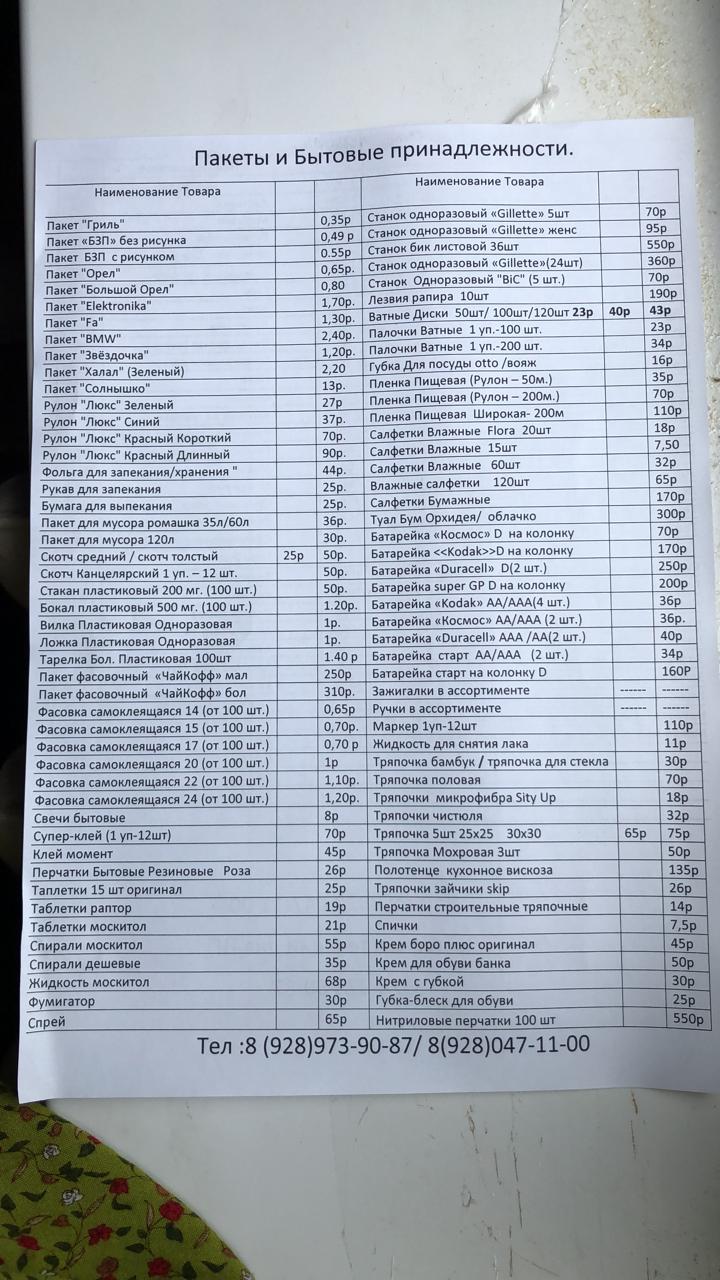 Пакеты и Бытовые принадлежности.
Наименование Товара
Пакет "Гриль" 0,35р
Пакет «БЗП» без рисунка 0,49 р
Пакет БЗП с рисунком 0.55р
Пакет "Орел" 0,65р.
Пакет "Большой Орел" 0,80
Пакет "Elektronika" 1,70р.
Пакет "Fa" 1,30р.
Пакет "BMW" 2,40р.
Пакет "Звёздочка" 1,20р.
Пакет "Халал" (Зеленый) 2,20
Пакет "Солнышко" 13р.
Рулон "Люкс" Зеленый 27р
Рулон "Люкс" Синий 37р.
Рулон "Люкс" Красный Короткий 70р.
Рулон "Люкс" Красный Длинный 90р.
Фольга для запекания/хранения " 44р.
Рукав для запекания 25р.
Бумага для выпекания 25р.
Пакет для мусора ромашка 35л/60л 36р.
Пакет для мусора 120л 30р.
Скотч средний / скотч толстый 25р 50р.
Скотч Канцелярский 1 уп. – 12 шт. 50р.
Стакан пластиковый 200 мг. (100 шт.) 50р.
Бокал пластиковый 500 мг. (100 шт.) 1.20р.
Вилка Пластиковая Одноразовая 1р.
Ложка Пластиковая Одноразовая 1р.
Тарелка Бол. Пластиковая 100шт 1.40 р
Пакет фасовочный «ЧайКофф» мал 250р
Пакет фасовочный «ЧайКофф» бол 310р.
Фасовка самоклеящаяся 14 (от 100 шт.) 0,65р
Фасовка самоклеящаяся 15 (от 100 шт.) 0,70р.
Фасовка самоклеящаяся 17 (от 100 шт.) 0,70 р
Фасовка самоклеящаяся 20 (от 100 шт.) 1р
Фасовка самоклеящаяся 22 (от 100 шт.) 1,10р.
Фасовка самоклеящаяся 24 (от 100 шт.) 1,20р.
Свечи бытовые 8р
Супер-клей (1 уп-12шт) 70р
Клей момент 45р
Перчатки Бытовые Резиновые Роза 26р
Таплетки 15 шт оригинал 25р
Таблетки раптор 19р
Таблетки москитол 21р
Спирали москитол 55р
Спирали дешевые 35р
Жидкость москитол 68р
Фумигатор 30р
Спрей 65р
Наименование Товара
Станок одноразовый «Gillette» 5шт 70р
Станок одноразовый «Gillette» женс 95р
Станок бик листовой 36шт 550р
Станок одноразовый «Gillette»(24шт) 360р
Станок Одноразовый "BiC" (5 шт.) 70р
Лезвия рапира 10шт 190р
Ватные Диски 50шт/ 100шт/120шт 23р 40р 43р
Палочки Ватные 1 уп.-100 шт. 23р
Палочки Ватные 1 уп.-200 шт. 34р
Губка Для посуды otto /вояж 16р
Пленка Пищевая (Рулон – 50м.) 35р
Пленка Пищевая (Рулон – 200м.) 70р
Пленка Пищевая Широкая- 200м 110р
Салфетки Влажные Flora 20шт 18р
Салфетки Влажные 15шт 7,50
Салфетки Влажные 60шт 32р
Влажные салфетки 120шт 65р
Салфетки Бумажные 170р
Туал Бум Орхидея/ облачко 300р
Батарейка «Космос» D на колонку 70р
Батарейка <<Kodak>>D на колонку 170р
Батарейка «Duracell» D(2 шт.) 250р
Батарейка super GP D на колонку 200р
Батарейка «Kodak» AA/AAA(4 шт.) 36р
Батарейка «Космос» AA/AAA (2 шт.) 36р.
Батарейка «Duracell» AAA /AA(2 шт.) 40р
Батарейка старт AA/AAA (2 шт.) 34р
Батарейка старт на колонку D 160Р
Зажигалки в ассортименте ------ ------
Ручки в ассортименте ------ ------
Маркер 1уп-12шт 110р
Жидкость для снятия лака 11р
Тряпочка бамбук / тряпочка для стекла 30р
Тряпочка половая 70р
Тряпочки микрофибра Sity Up 18р
Тряпочки чистюля 32р
Тряпочка 5шт 25х25 30х30 65р 75р
Тряпочка Мохровая 3шт 50р
Полотенце кухонное вискоза 135р
Тряпочки зайчики skip 26р
Перчатки строительные тряпочные 14р
Спички 7,5р
Крем боро плюс оригинал 45р
Крем для обуви банка 50р
Крем с губкой 30р
Губка-блеск для обуви 25р
Нитриловые перчатки 100 шт 550р
Тел :8 (928)973-90-87/ 8(928)047-11-00